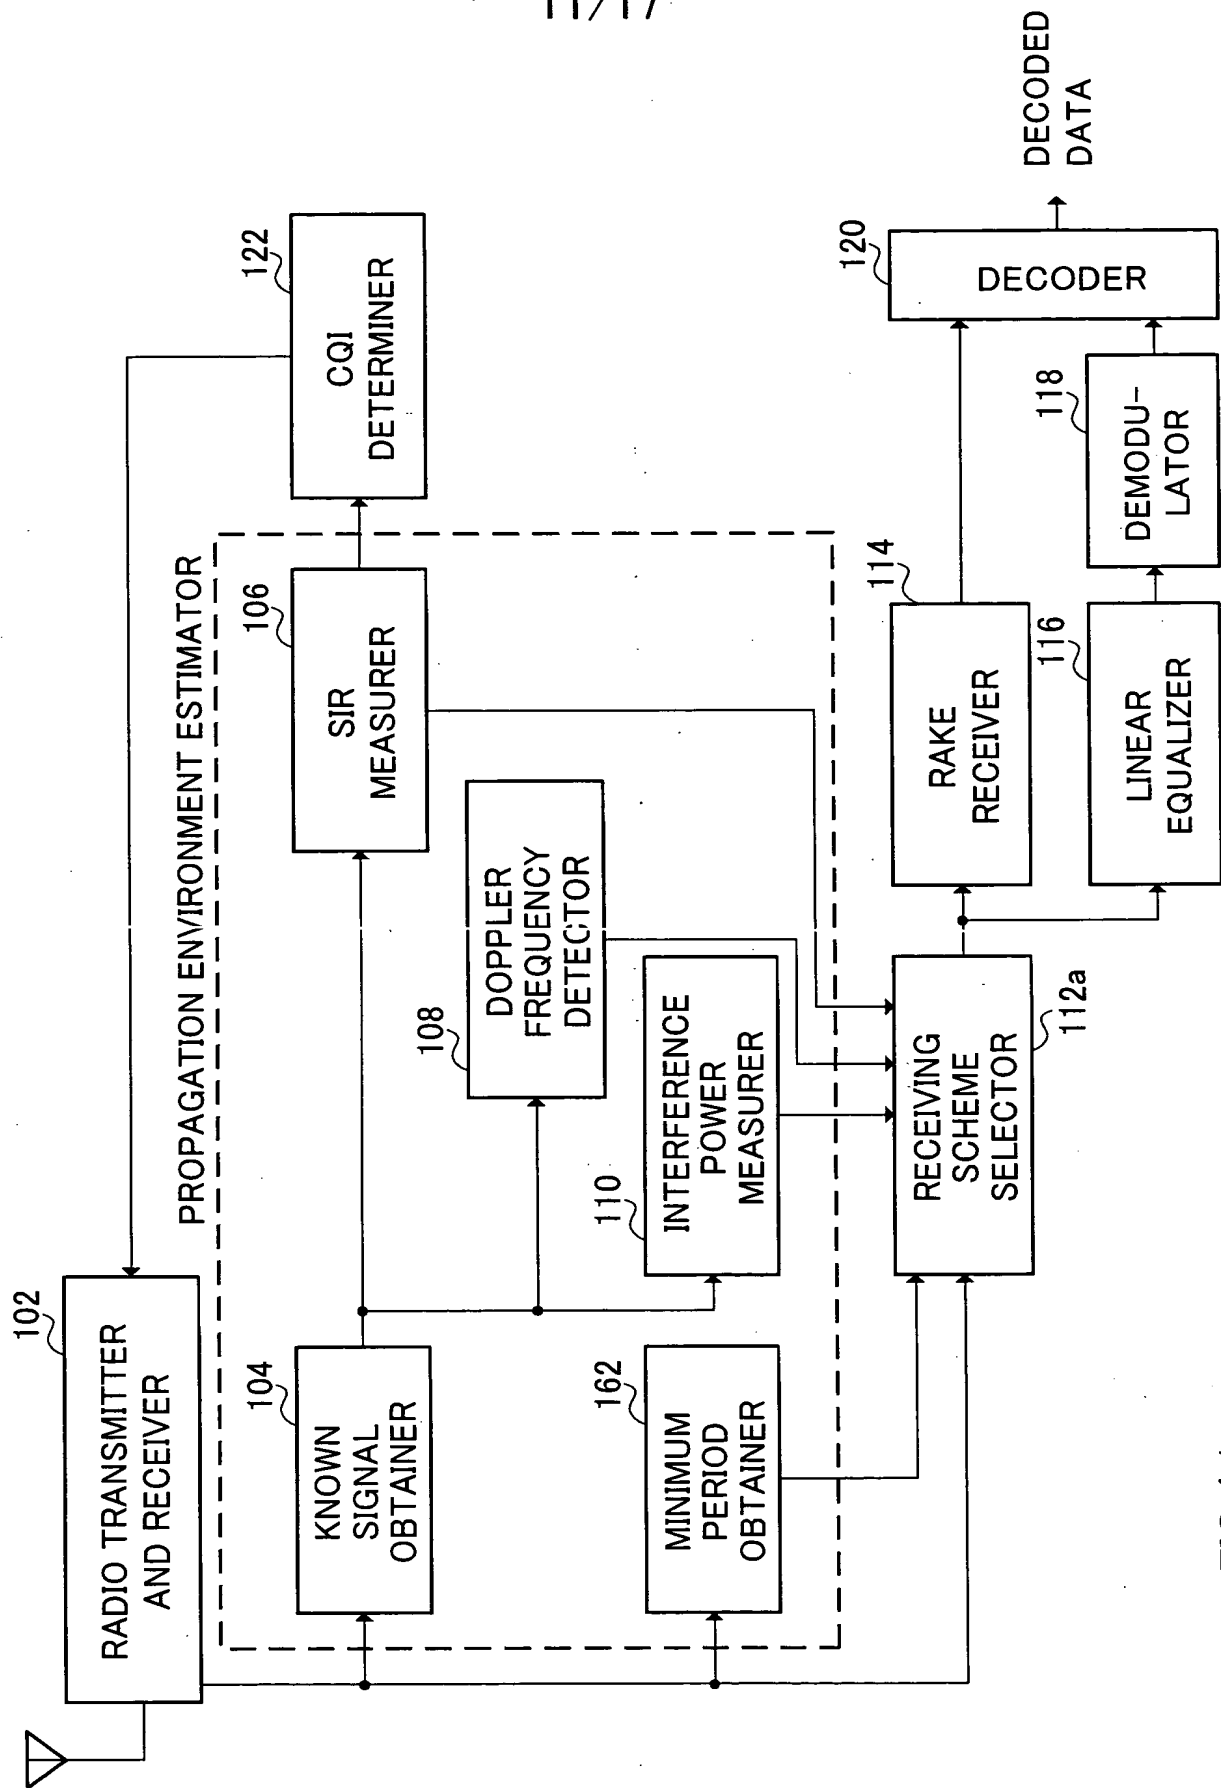 11/17
102
RADIO TRANSMITTER
AND RECEIVER
PROPAGATION ENVIRONMENT ESTIMATOR
104
KNOWN
SIGNAL
OBTAINER
106
SIR
MEASURER
122
CQI
DETERMINER
108
DOPPLER
FREQUENCY
DETECTOR
162
MINIMUM
PERIOD
OBTAINER
110
INTERFERENCE
POWER
MEASURER
RECEIVING
SCHEME
SELECTOR
112a
114
RAKE
RECEIVER
116
LINEAR
EQUALIZER
118
DEMODU-
LATOR
120
DECODER
DECODED
DATA